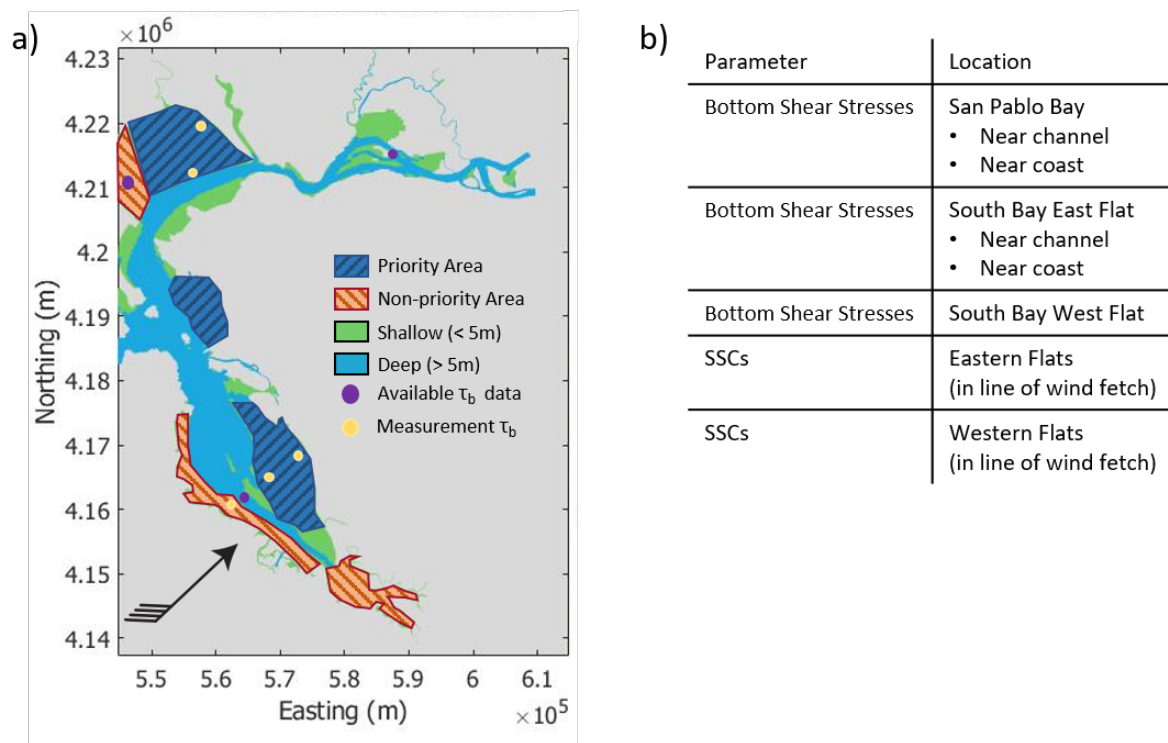 a)
× 10⁶
4.23
4.22
4.21
4.2
4.19
4.18
4.17
4.16
4.15
4.14
Northing (m)
Priority Area
Non-priority Area
Shallow (< 5m)
Deep (> 5m)
Available τb data
Measurement τb
5.5 5.6 5.7 5.8 5.9 6 6.1
Easting (m)
× 10⁵
b)
Parameter Location
Bottom Shear Stresses San Pablo Bay
• Near channel
• Near coast
Bottom Shear Stresses South Bay East Flat
• Near channel
• Near coast
Bottom Shear Stresses South Bay West Flat
SSCs Eastern Flats
(in line of wind fetch)
SSCs Western Flats
(in line of wind fetch)